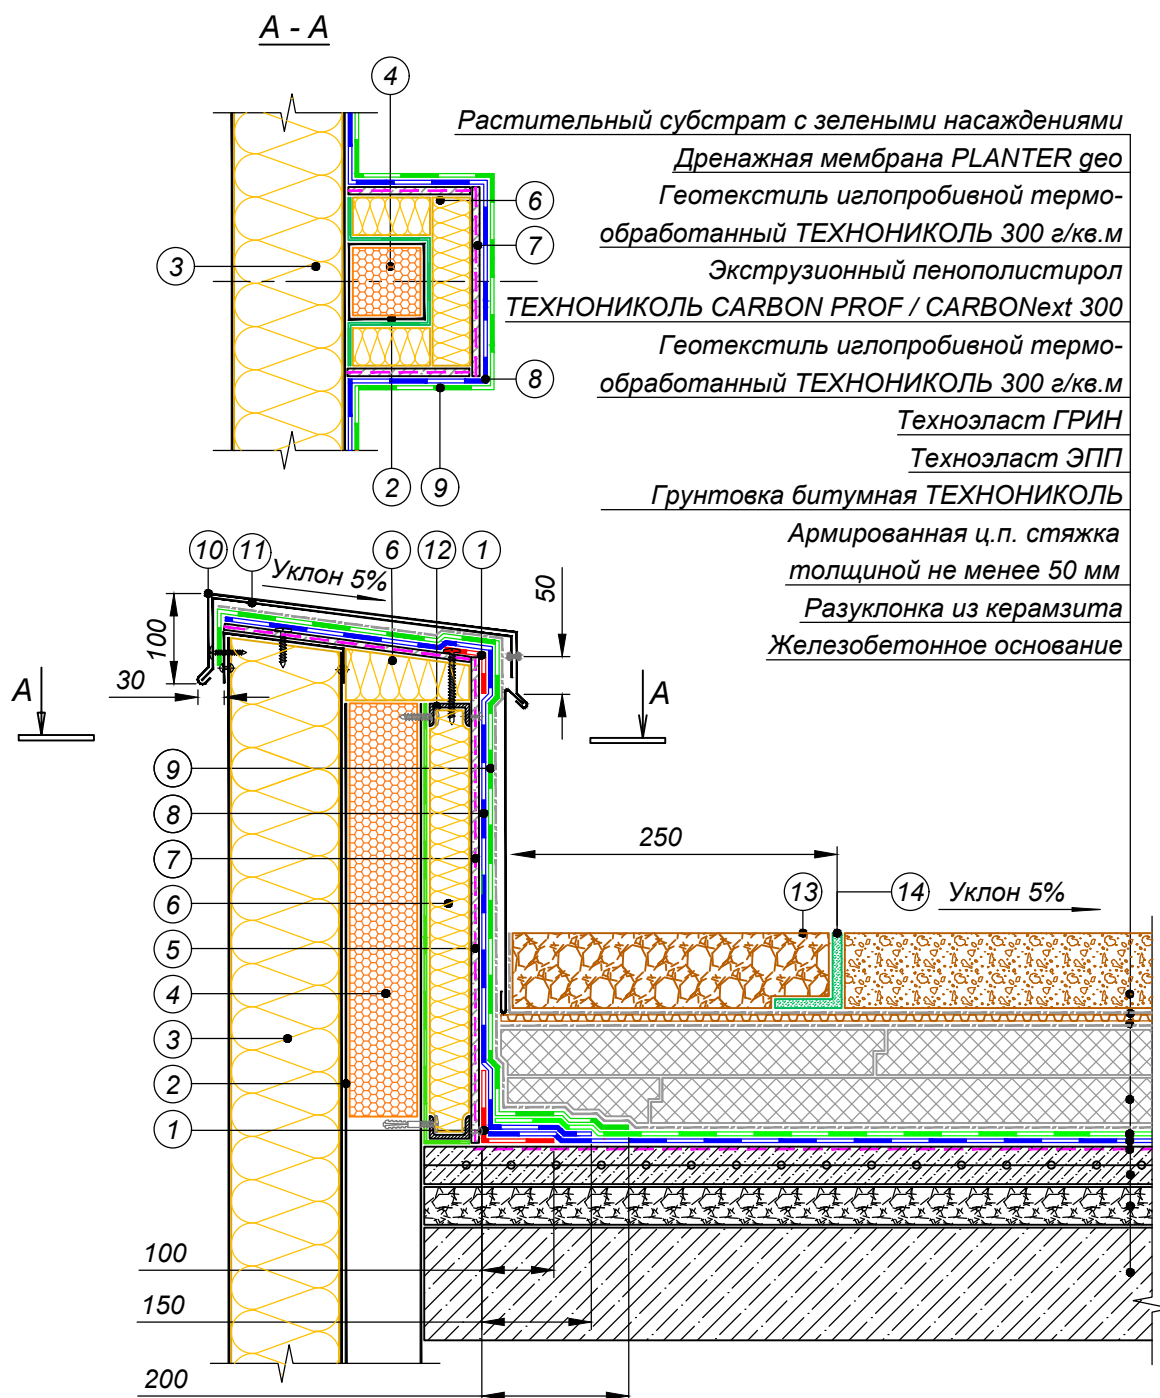 А - А
4
Растительный субстрат с зелеными насаждениями
Дренажная мембрана PLANTER geo
Геотекстиль иглопробивной термо-
обработанный ТЕХНОНИКОЛЬ 300 г/кв.м
Экструзионный пенополистирол
ТЕХНОНИКОЛЬ CARBON PROF / CARBONext 300
Геотекстиль иглопробивной термо-
обработанный ТЕХНОНИКОЛЬ 300 г/кв.м
Техноэласт ГРИН
Техноэласт ЭПП
Грунтовка битумная ТЕХНОНИКОЛЬ
Армированная ц.п. стяжка
толщиной не менее 50 мм
Разуклонка из керамзита
Железобетонное основание
6
7
3
8
2
9
10
11
6
12
1
Уклон 5%
50
100
30
А
А
9
8
7
6
5
4
3
2
1
250
13
14
Уклон 5%
100
150
200